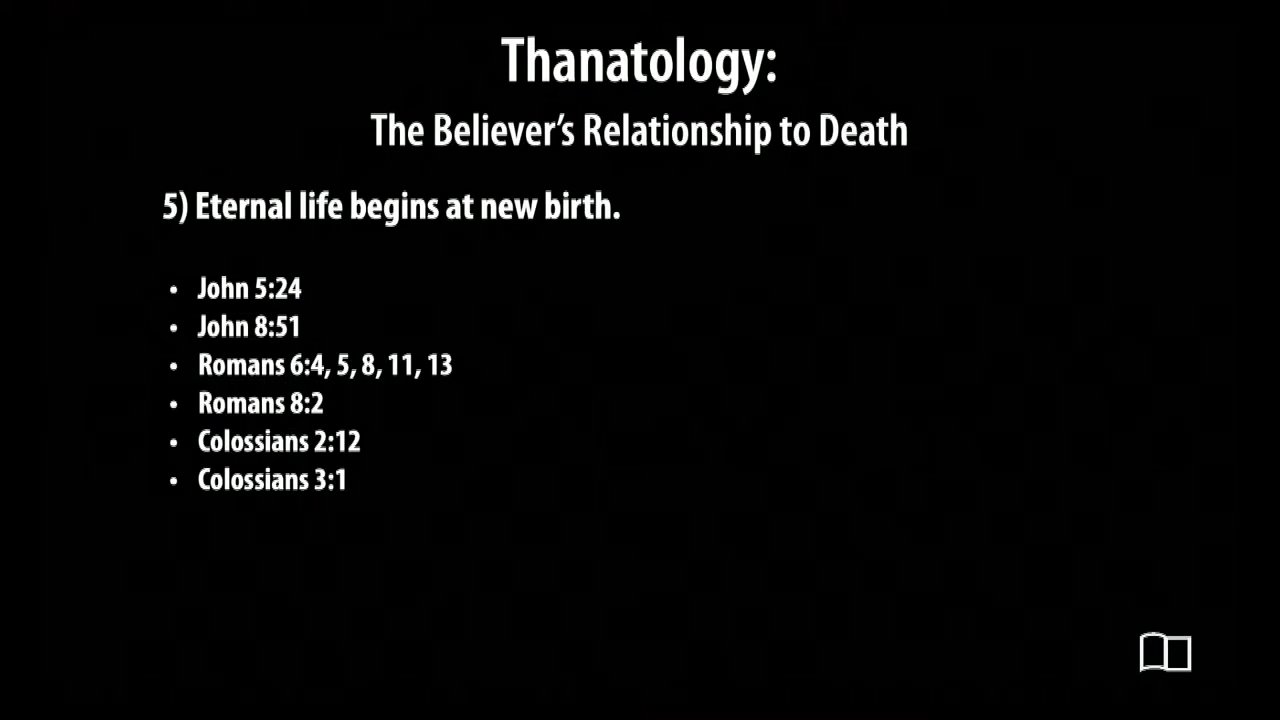 Thanatology:
The Believer's Relationship to Death
5) Eternal life begins at new birth.
• John 5:24
• John 8:51
• Romans 6:4, 5, 8, 11, 13
• Romans 8:2
• Colossians 2:12
• Colossians 3:1